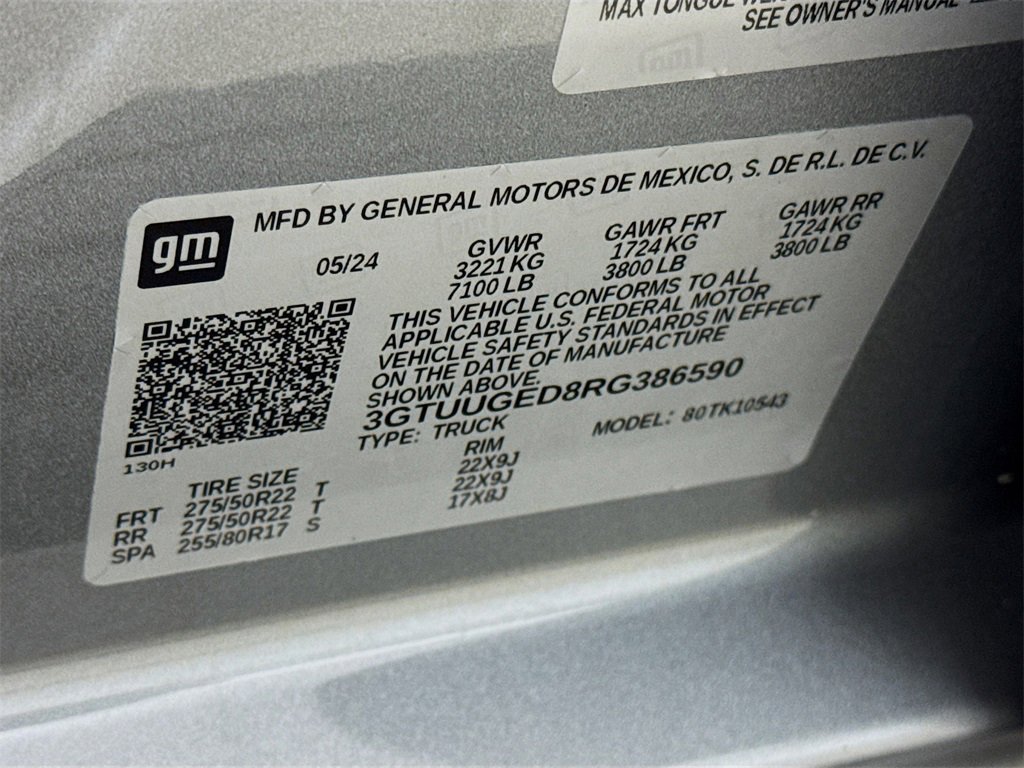 MAX TONGUE
SEE OWNER'S MANUAL
gm
MFD BY GENERAL MOTORS DE MEXICO, S. DE R.L. DE C.V.
05/24 GVWR GAWR FRT GAWR RR
3221 KG 1724 KG 1724 KG
7100 LB 3800 LB 3800 LB
THIS VEHICLE CONFORMS TO ALL
APPLICABLE U.S. FEDERAL MOTOR
VEHICLE SAFETY STANDARDS IN EFFECT
ON THE DATE OF MANUFACTURE
SHOWN ABOVE.
3GTUUGED8RG386590
TYPE: TRUCK MODEL: 80TK10543
130H
TIRE SIZE RIM
FRT 275/50R22 T 22X9J
RR 275/50R22 T 22X9J
SPA 255/80R17 S 17X8J